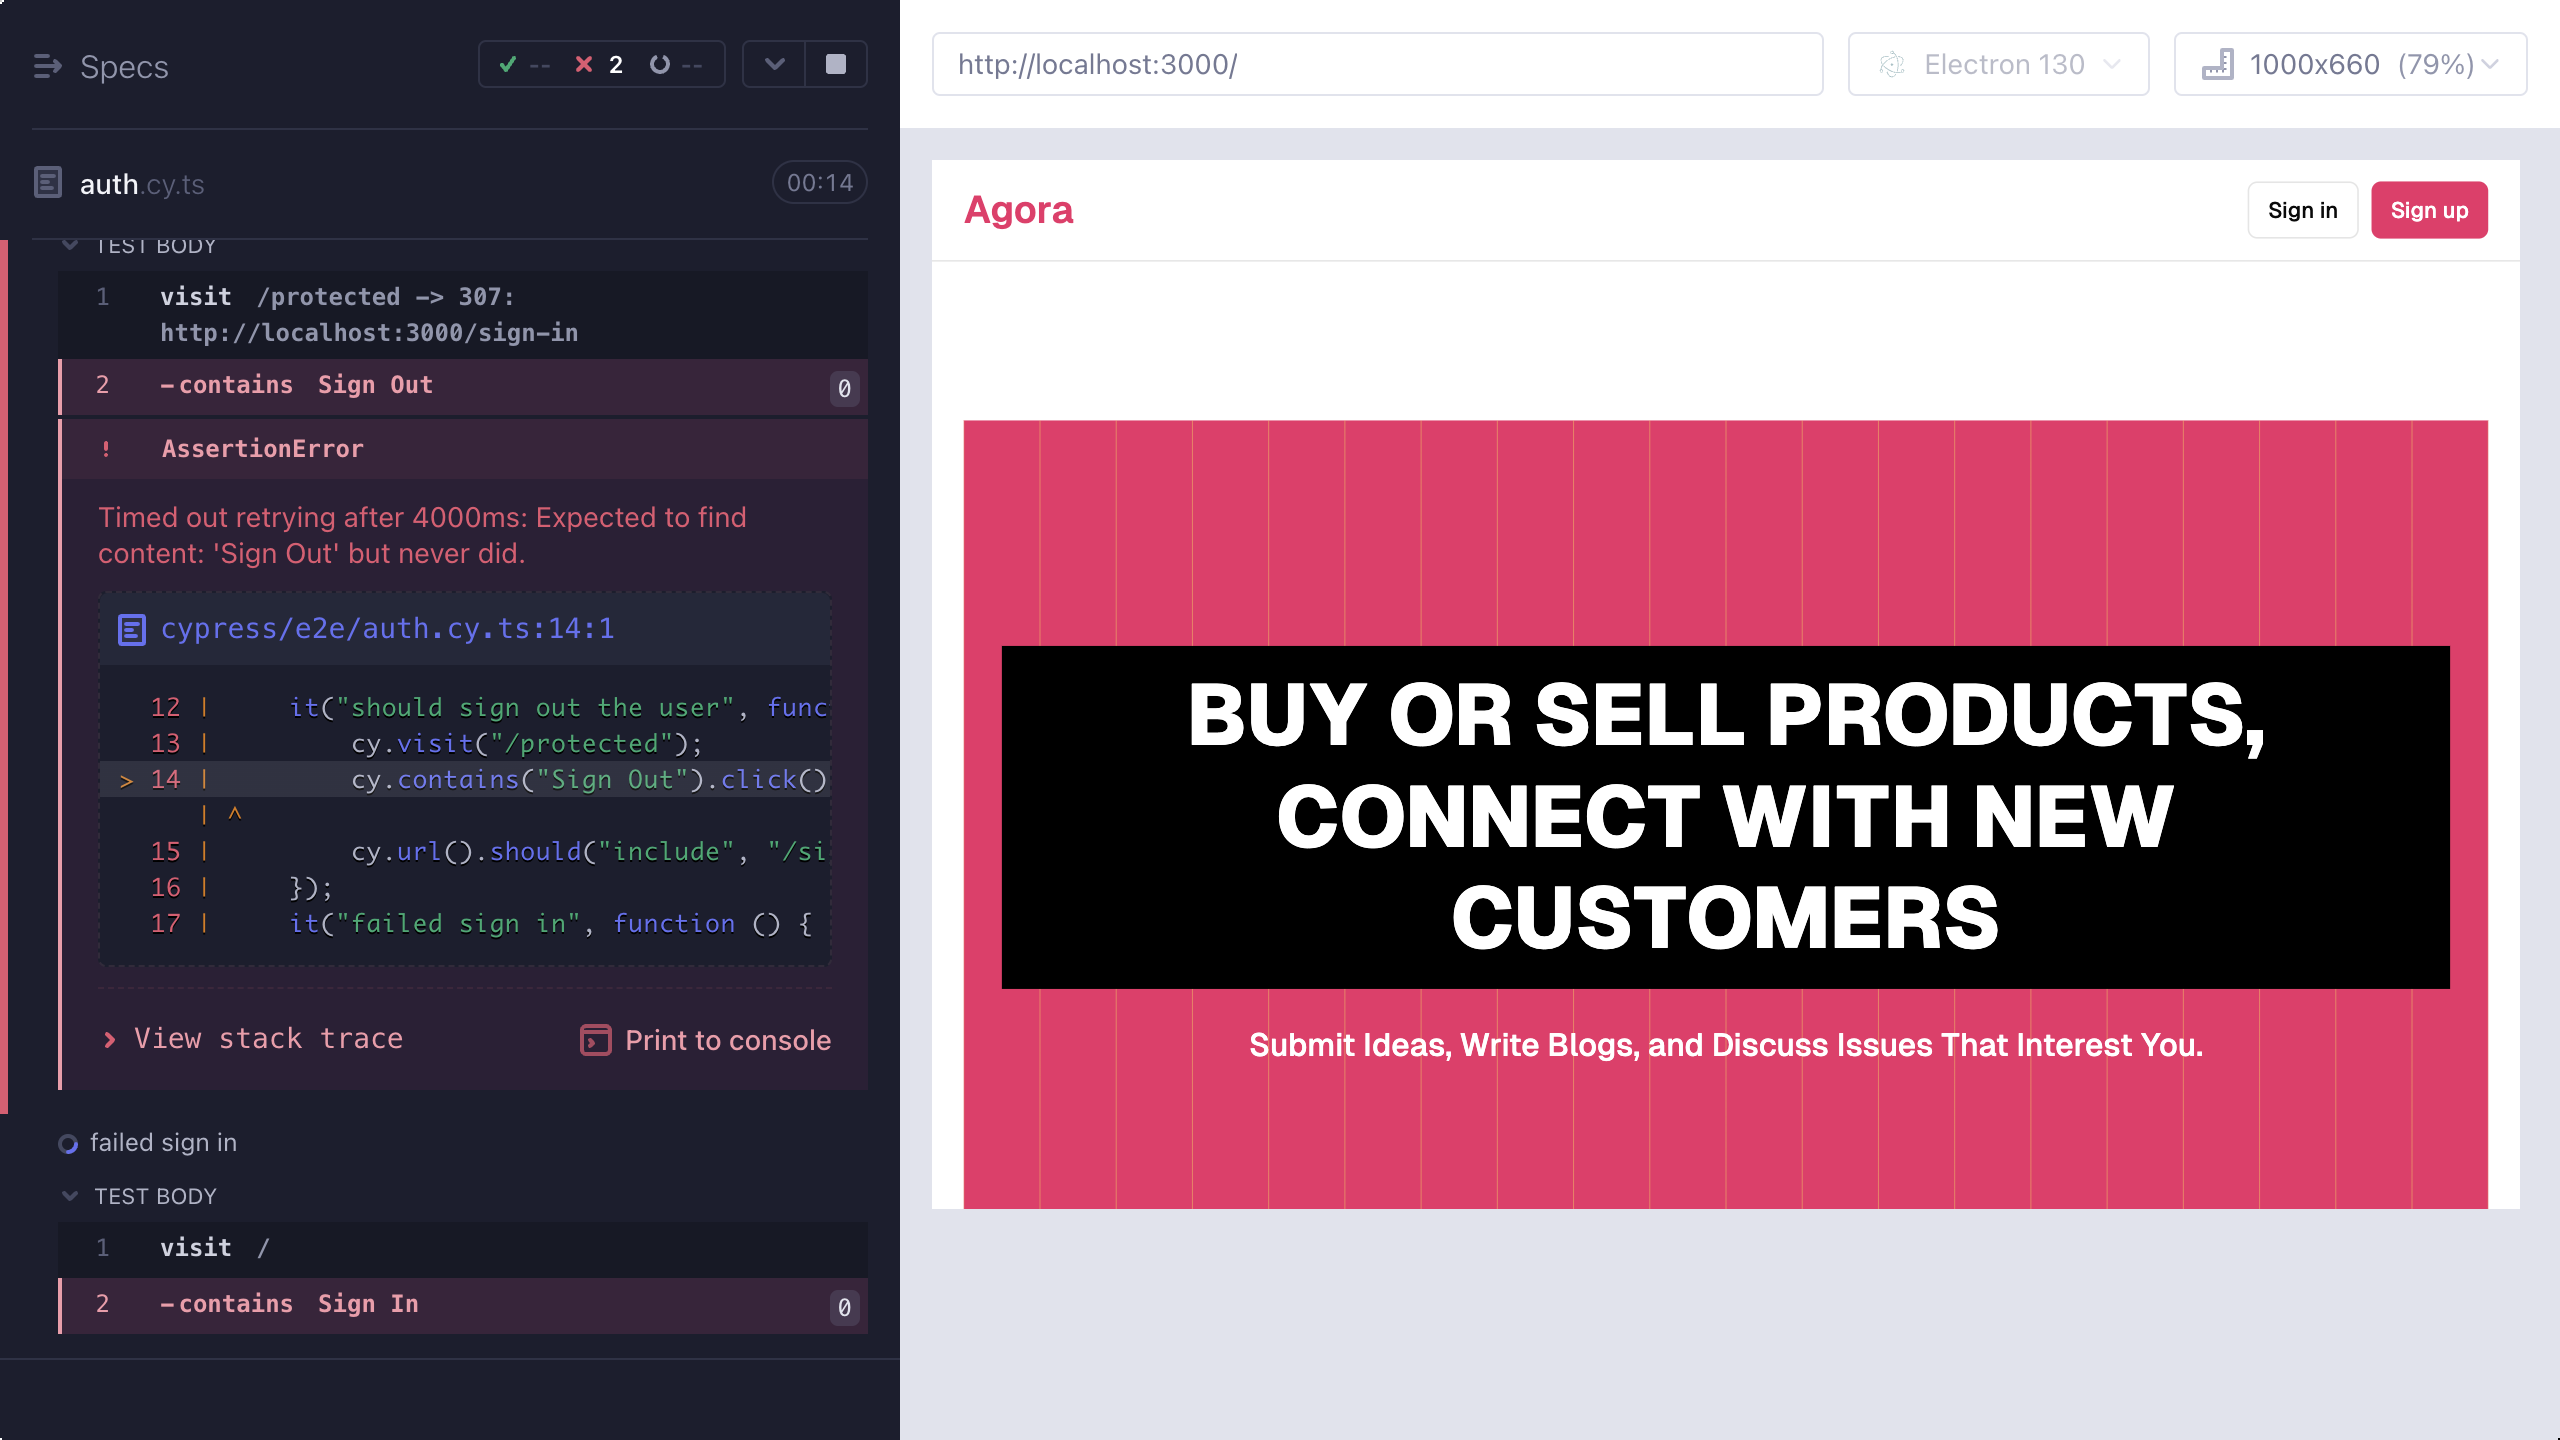 Specs
-- 2 --
auth.cy.ts
00:14
TEST BODY
1 visit /protected -> 307:
http://localhost:3000/sign-in
2 -contains Sign Out 0
! AssertionError
Timed out retrying after 4000ms: Expected to find
content: 'Sign Out' but never did.
cypress/e2e/auth.cy.ts:14:1
12 | it("should sign out the user", func
13 | cy.visit("/protected");
> 14 | cy.contains("Sign Out").click()
| ^
15 | cy.url().should("include", "/si
16 | });
17 | it("failed sign in", function () {
View stack trace
Print to console
failed sign in
TEST BODY
1 visit /
2 -contains Sign In 0
http://localhost:3000/
Electron 130
1000x660 (79%)
Agora
Sign in
Sign up
BUY OR SELL PRODUCTS,
CONNECT WITH NEW
CUSTOMERS
Submit Ideas, Write Blogs, and Discuss Issues That Interest You.